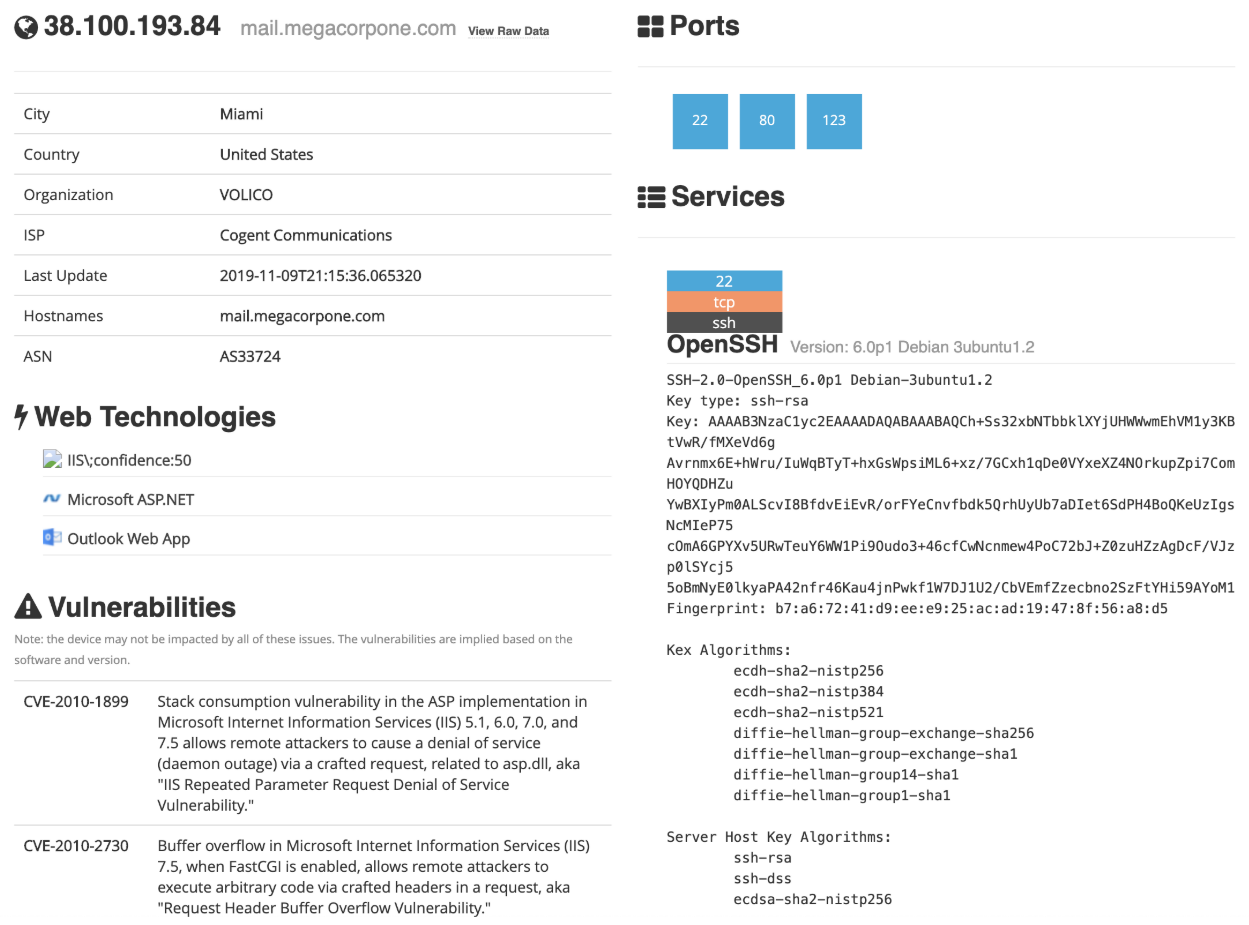 38.100.193.84 mail.megacorpone.com View Raw Data
City Miami
Country United States
Organization VOLICO
ISP Cogent Communications
Last Update 2019-11-09T21:15:36.065320
Hostnames mail.megacorpone.com
ASN AS33724
Web Technologies
IIS\;confidence:50
Microsoft ASP.NET
Outlook Web App
Vulnerabilities
Note: the device may not be impacted by all of these issues. The vulnerabilities are implied based on the
software and version.
CVE-2010-1899 Stack consumption vulnerability in the ASP implementation in
Microsoft Internet Information Services (IIS) 5.1, 6.0, 7.0, and
7.5 allows remote attackers to cause a denial of service
(daemon outage) via a crafted request, related to asp.dll, aka
"IIS Repeated Parameter Request Denial of Service
Vulnerability."
CVE-2010-2730 Buffer overflow in Microsoft Internet Information Services (IIS)
7.5, when FastCGI is enabled, allows remote attackers to
execute arbitrary code via crafted headers in a request, aka
"Request Header Buffer Overflow Vulnerability."
Ports
22 80 123
Services
22
tcp
ssh
OpenSSH Version: 6.0p1 Debian 3ubuntu1.2
SSH-2.0-OpenSSH_6.0p1 Debian-3ubuntu1.2
Key type: ssh-rsa
Key: AAAAB3NzaC1yc2EAAAADAQABAAABAQCh+Ss32xbNTbbklXYjUHWWwmEhVM1y3KB
tVwR/fMXeVd6g
Avrnmx6E+hWru/IuWqBTyT+hxGsWpsiML6+xz/7GCxh1qDe0VYxeXZ4NOrkupZpi7Com
HOYQDHZu
YwBXIyPm0ALScvI8BfdvEiEvR/orFYeCnvfbdk5QrhUyUb7aDIet6SdPH4BoQKeUzIgs
NcMIeP75
cOmA6GPYXv5URwTeuY6WW1Pi9Oudo3+46cfCwNcnmew4PoC72bJ+Z0zuHZzAgDcF/VJz
p0lSYcj5
5oBmNyE0lkyaPA42nfr46Kau4jnPwkf1W7DJ1U2/CbVEmfZzecbno2SzFtYHi59AYoM1
Fingerprint: b7:a6:72:41:d9:ee:e9:25:ac:ad:19:47:8f:56:a8:d5
Kex Algorithms:
ecdh-sha2-nistp256
ecdh-sha2-nistp384
ecdh-sha2-nistp521
diffie-hellman-group-exchange-sha256
diffie-hellman-group-exchange-sha1
diffie-hellman-group14-sha1
diffie-hellman-group1-sha1
Server Host Key Algorithms:
ssh-rsa
ssh-dss
ecdsa-sha2-nistp256